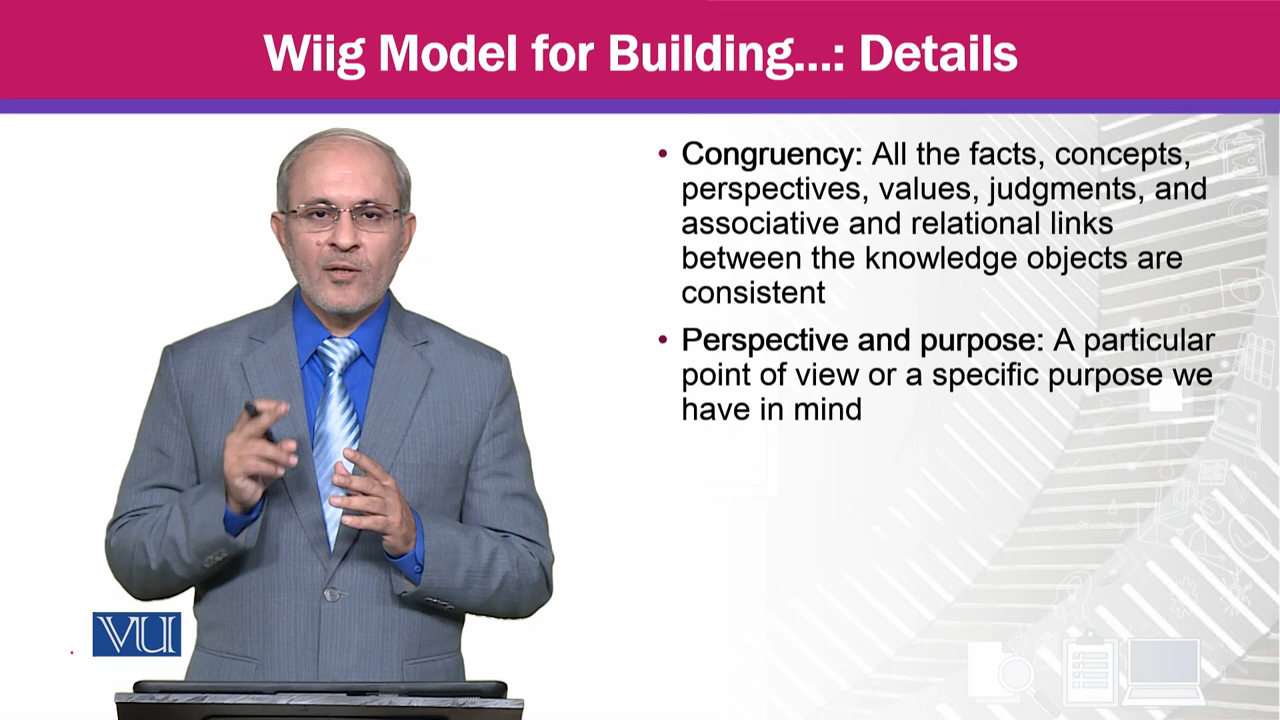 Wiig Model for Building...: Details
• Congruency: All the facts, concepts,
perspectives, values, judgments, and
associative and relational links
between the knowledge objects are
consistent
• Perspective and purpose: A particular
point of view or a specific purpose we
have in mind
VU